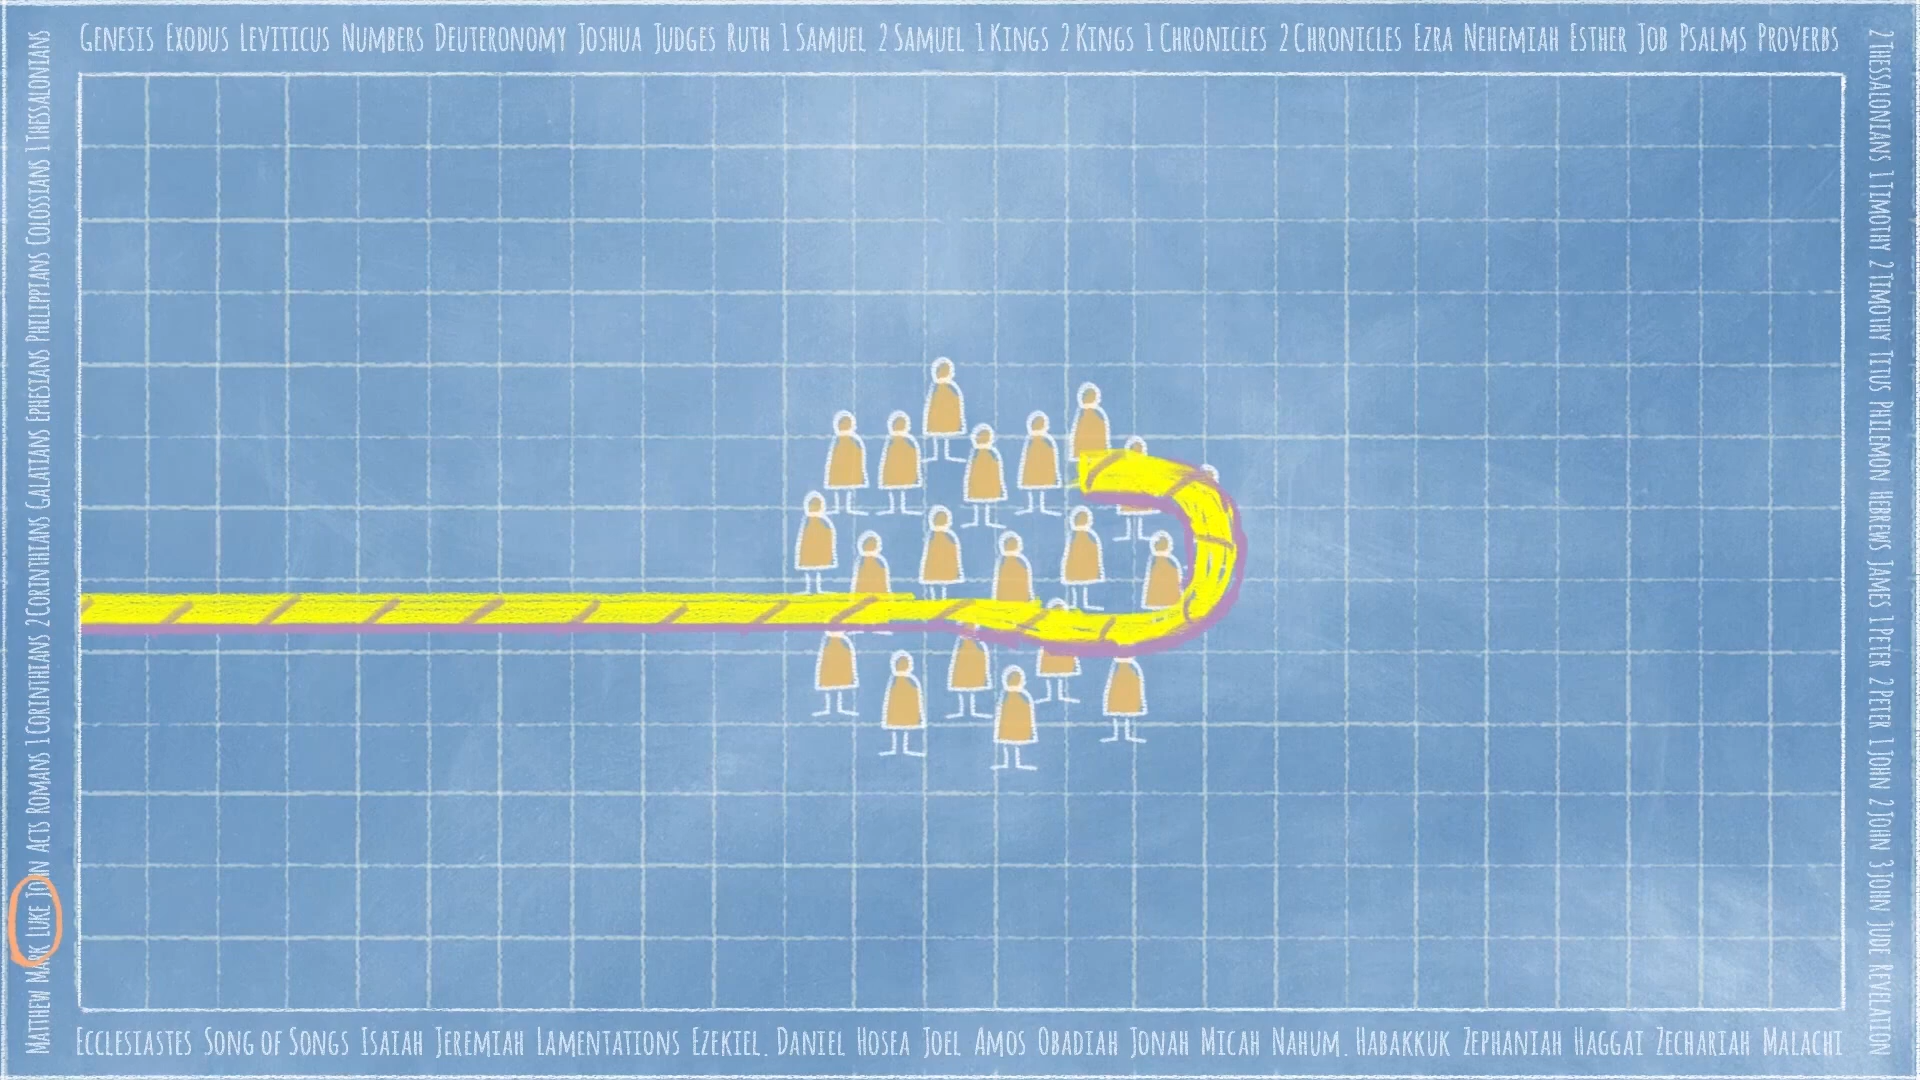 Genesis Exodus Leviticus Numbers Deuteronomy Joshua Judges Ruth 1 Samuel 2 Samuel 1 Kings 2 Kings 1 Chronicles 2 Chronicles Ezra Nehemiah Esther Job Psalms Proverbs
Ecclesiastes Song of Songs Isaiah Jeremiah Lamentations Ezekiel. Daniel Hosea Joel Amos Obadiah Jonah Micah Nahum. Habakkuk Zephaniah Haggai Zechariah Malachi
Matthew Mark Luke John Acts Romans 1 Corinthians 2 Corinthians Galatians Ephesians Philippians Colossians 1 Thessalonians
2 Thessalonians 1 Timothy 2 Timothy Titus Philemon Hebrews James 1 Peter 2 Peter 1 John 2 John 3 John Jude Revelation